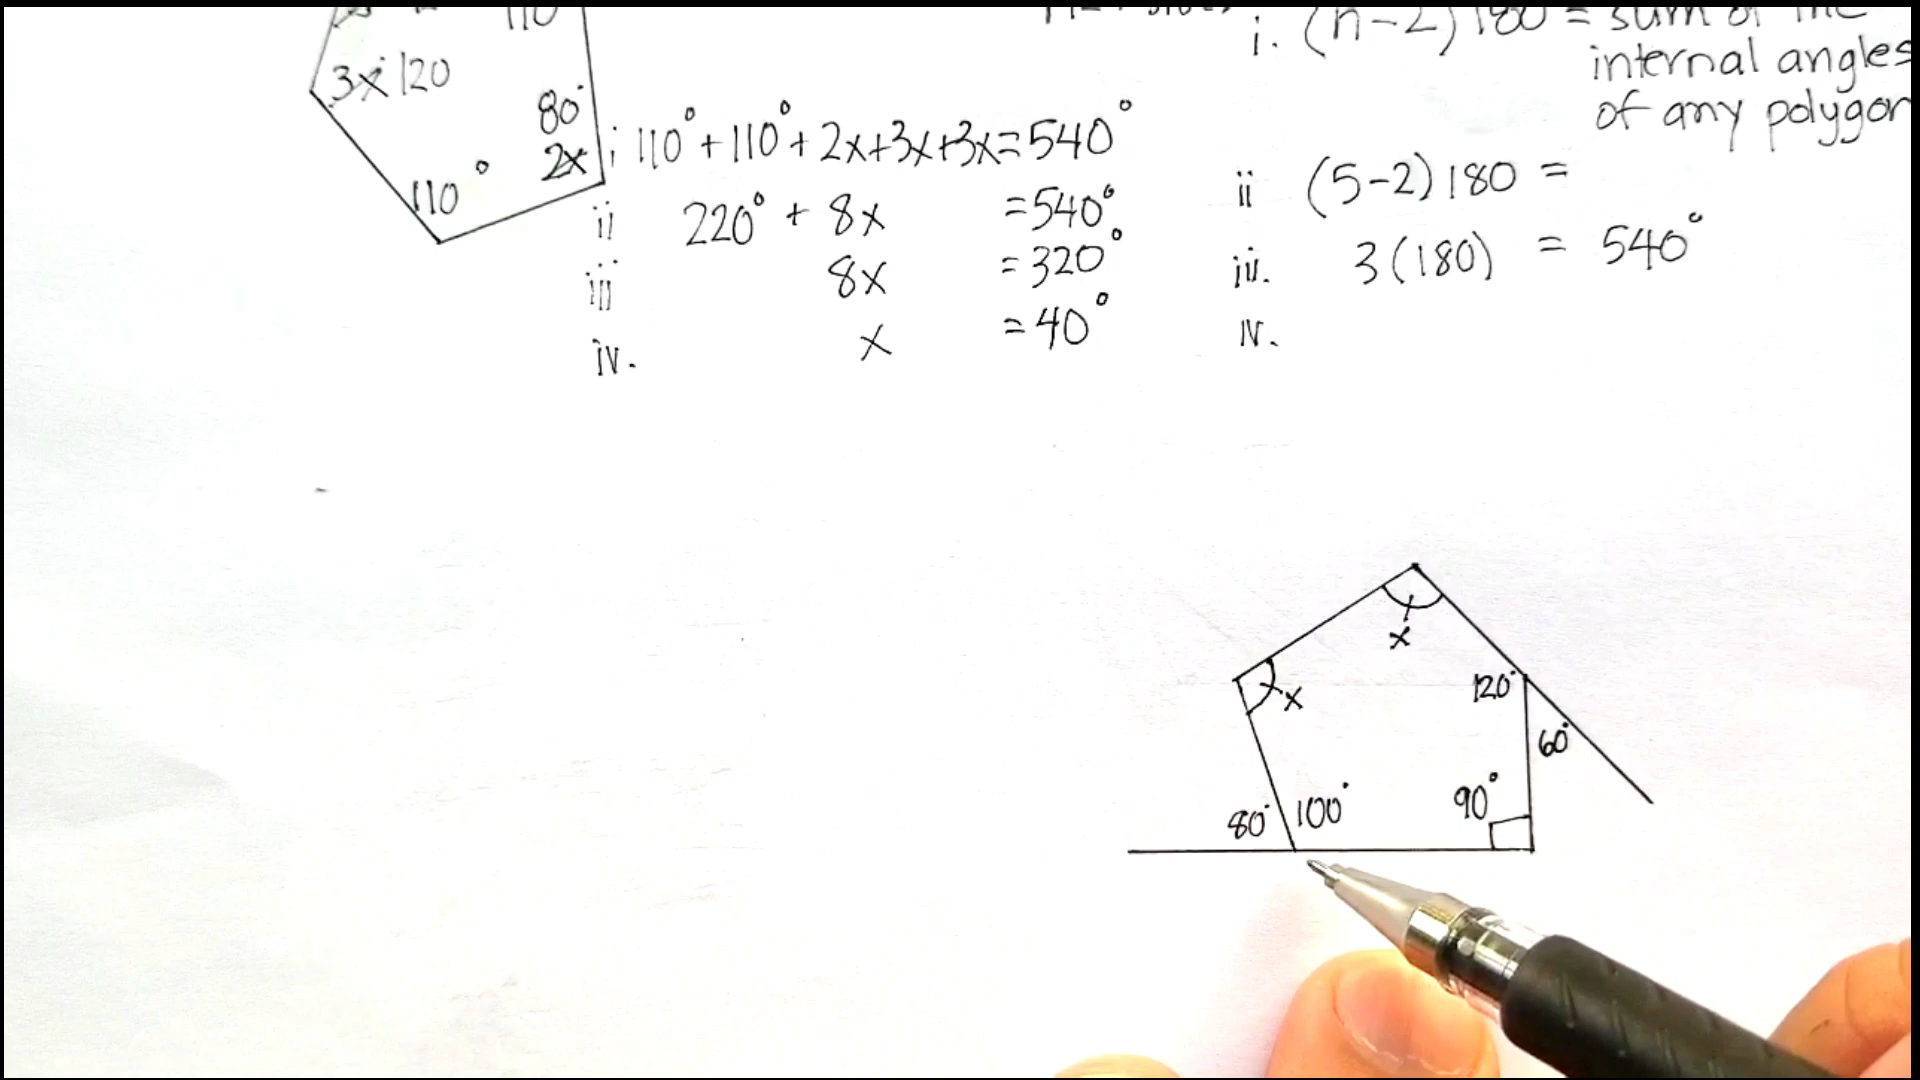 110
i. (n-2)180 = sum of the
3x 120
internal angles
80°
of any polygon
i 110° + 110° + 2x+3x+3x=540°
2x
ii (5-2)180 =
110°
ii 220° + 8x =540°
iii. 3(180) = 540°
iii 8x =320°
iv. x =40°
iv.
x
120°
x
60°
90°
80° 100°